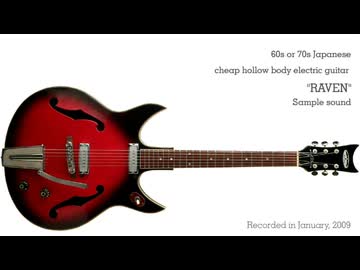 60s or 70s Japanese
cheap hollow body electric guitar
"RAVEN"
Sample sound
Recorded in January, 2009